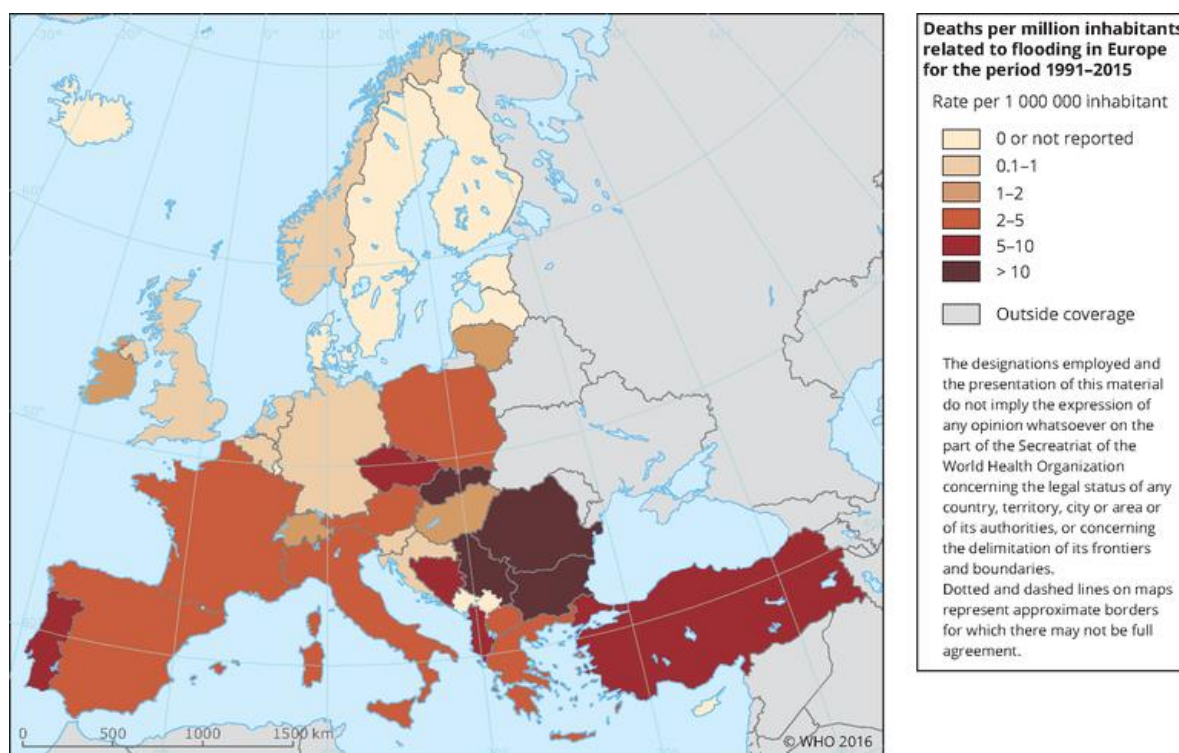 Deaths per million inhabitants
related to flooding in Europe
for the period 1991–2015
Rate per 1 000 000 inhabitant
0 or not reported
0.1–1
1–2
2–5
5–10
> 10
Outside coverage
The designations employed and
the presentation of this material
do not imply the expression of
any opinion whatsoever on the
part of the Secreatriat of the
World Health Organization
concerning the legal status of any
country, territory, city or area or
of its authorities, or concerning
the delimitation of its frontiers
and boundaries.
Dotted and dashed lines on maps
represent approximate borders
for which there may not be full
agreement.
0 500 1000 1500 km
© WHO 2016